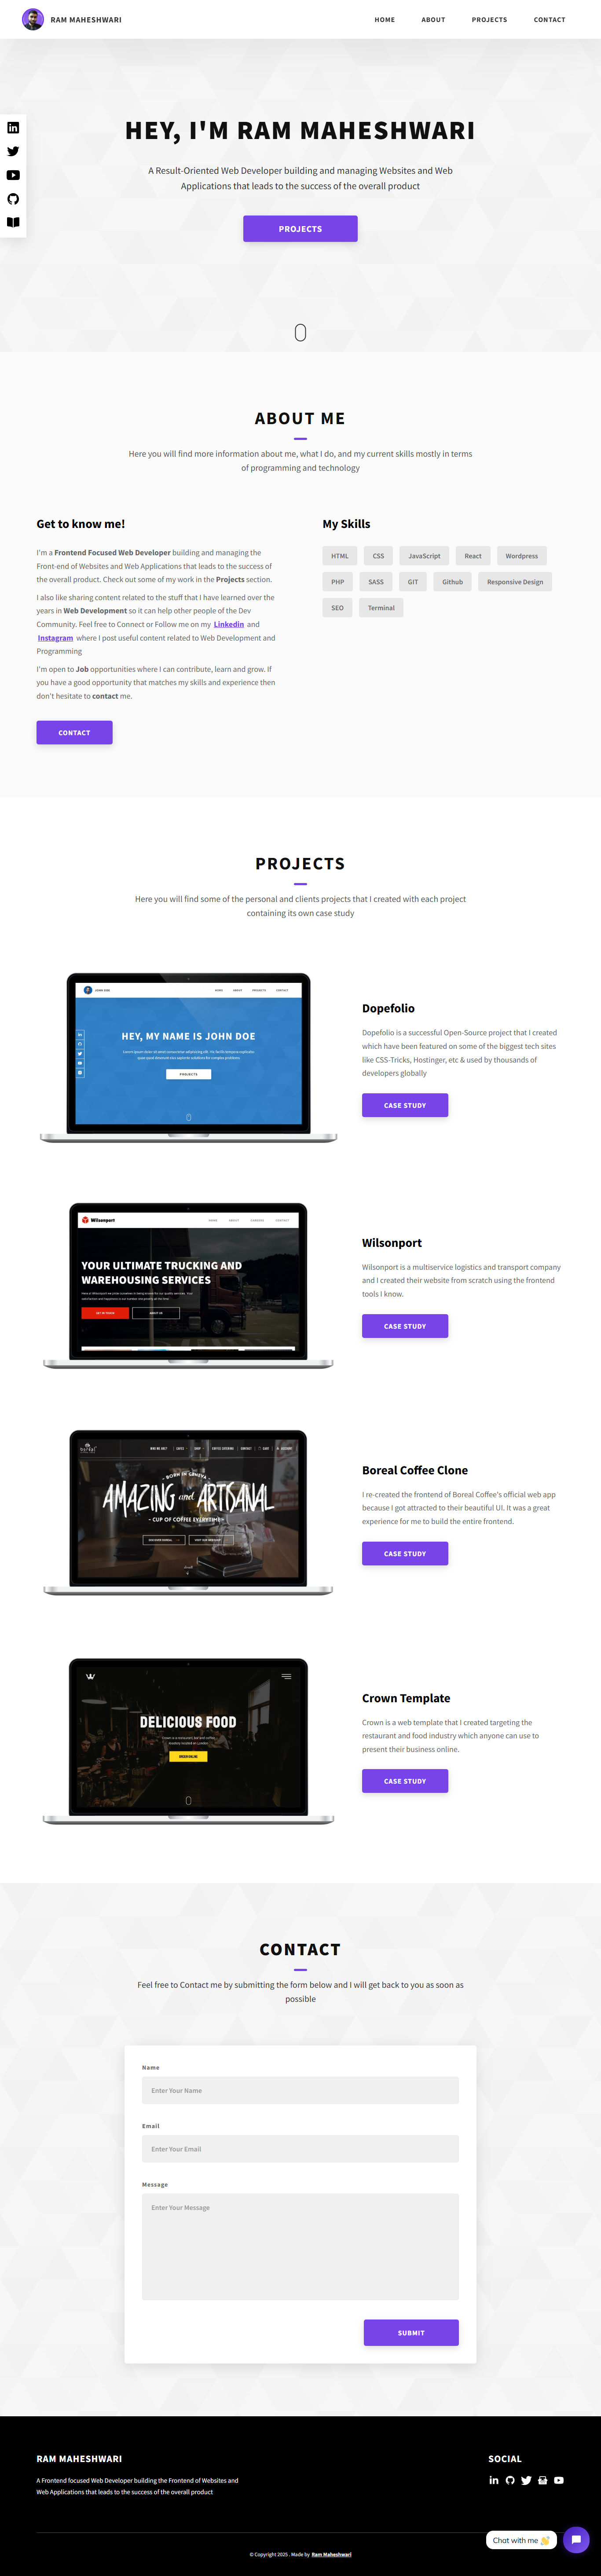 RAM MAHESHWARI
HOME ABOUT PROJECTS CONTACT
HEY, I'M RAM MAHESHWARI
A Result-Oriented Web Developer building and managing Websites and Web
Applications that leads to the success of the overall product
PROJECTS
ABOUT ME
Here you will find more information about me, what I do, and my current skills mostly in terms
of programming and technology
Get to know me!
I'm a Frontend Focused Web Developer building and managing the
Front-end of Websites and Web Applications that leads to the success of
the overall product. Check out some of my work in the Projects section.
I also like sharing content related to the stuff that I have learned over the
years in Web Development so it can help other people of the Dev
Community. Feel free to Connect or Follow me on my Linkedin and
Instagram where I post useful content related to Web Development and
Programming
I'm open to Job opportunities where I can contribute, learn and grow. If
you have a good opportunity that matches my skills and experience then
don't hesitate to contact me.
CONTACT
My Skills
HTML CSS JavaScript React Wordpress
PHP SASS GIT Github Responsive Design
SEO Terminal
PROJECTS
Here you will find some of the personal and clients projects that I created with each project
containing its own case study
JOHN DOE
HOME ABOUT PROJECTS CONTACT
HEY, MY NAME IS JOHN DOE
PROJECTS
Dopefolio
Dopefolio is a successful Open-Source project that I created
which have been featured on some of the biggest tech sites
like CSS-Tricks, Hostinger, etc & used by thousands of
developers globally
CASE STUDY
Wilsonport
HOME ABOUT SERVICES CONTACT
YOUR ULTIMATE TRUCKING AND
WAREHOUSING SERVICES
GET IN TOUCH ABOUT US
Wilsonport
Wilsonport is a multiservice logistics and transport company
and I created their website from scratch using the frontend
tools I know.
CASE STUDY
BORN IN GENEVA
AMAZING and ARTISANAL
CUP OF COFFEE EVERYTIME
Boreal Coffee Clone
I re-created the frontend of Boreal Coffee's official web app
because I got attracted to their beautiful UI. It was a great
experience for me to build the entire frontend.
CASE STUDY
DELICIOUS FOOD
ORDER ONLINE
Crown Template
Crown is a web template that I created targeting the
restaurant and food industry which anyone can use to
present their business online.
CASE STUDY
CONTACT
Feel free to Contact me by submitting the form below and I will get back to you as soon as
possible
Name
Enter Your Name
Email
Enter Your Email
Message
Enter Your Message
SUBMIT
RAM MAHESHWARI
A Frontend focused Web Developer building the Frontend of Websites and
Web Applications that leads to the success of the overall product
SOCIAL
Chat with me 👋
© Copyright 2025 . Made by Ram Maheshwari